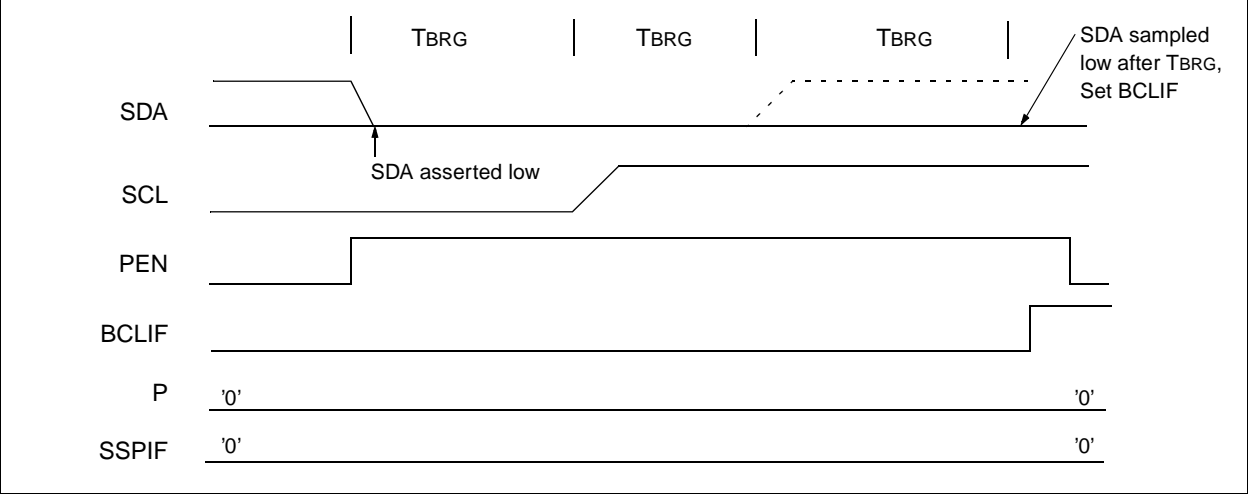 TBRG TBRG TBRG
SDA sampled
low after TBRG,
Set BCLIF
SDA
SDA asserted low
SCL
PEN
BCLIF
P '0' '0'
SSPIF '0' '0'